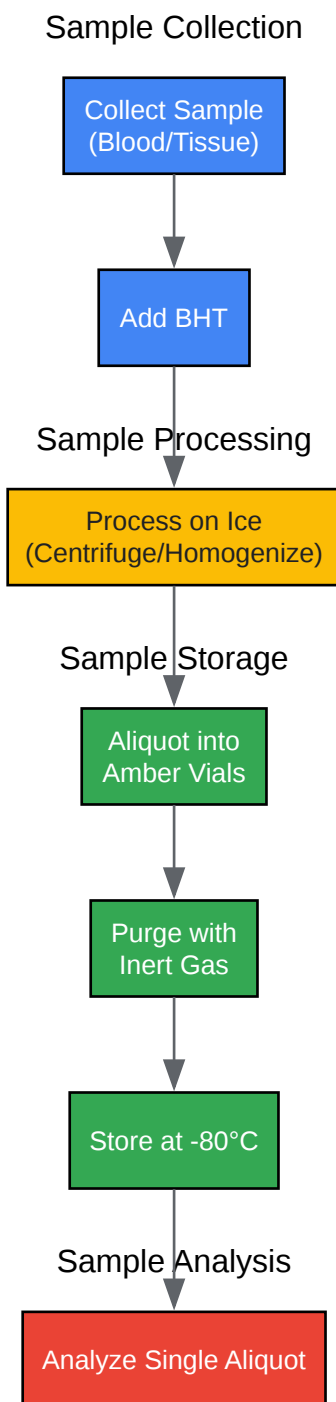 Sample Collection
Collect Sample
(Blood/Tissue)
Add BHT
Sample Processing
Process on Ice
(Centrifuge/Homogenize)
Sample Storage
Aliquot into
Amber Vials
Purge with
Inert Gas
Store at -80°C
Sample Analysis
Analyze Single Aliquot